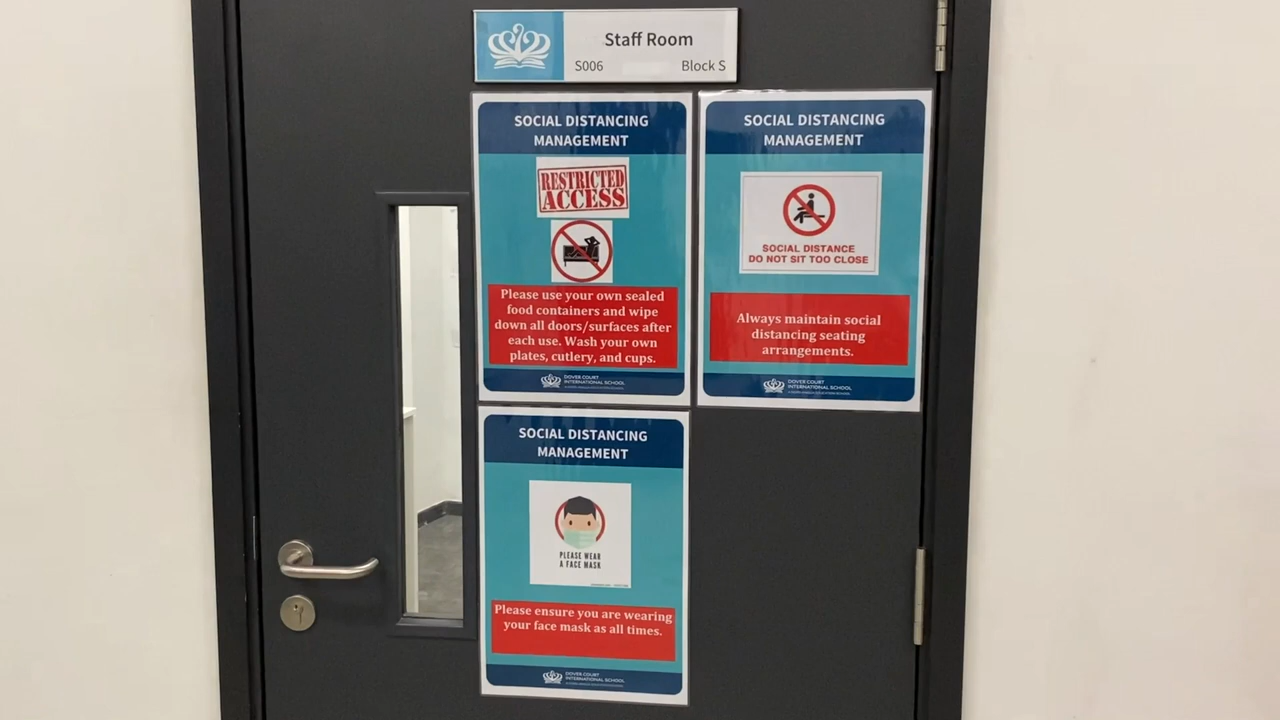 Staff Room
S006 Block S
SOCIAL DISTANCING
MANAGEMENT
RESTRICTED
ACCESS
Please use your own sealed
food containers and wipe
down all doors/surfaces after
each use. Wash your own
plates, cutlery, and cups.
DOVER COURT
INTERNATIONAL SCHOOL
SOCIAL DISTANCING
MANAGEMENT
SOCIAL DISTANCE
DO NOT SIT TOO CLOSE
Always maintain social
distancing seating
arrangements.
DOVER COURT
INTERNATIONAL SCHOOL
SOCIAL DISTANCING
MANAGEMENT
PLEASE WEAR
A FACE MASK
Please ensure you are wearing
your face mask as all times.
DOVER COURT
INTERNATIONAL SCHOOL